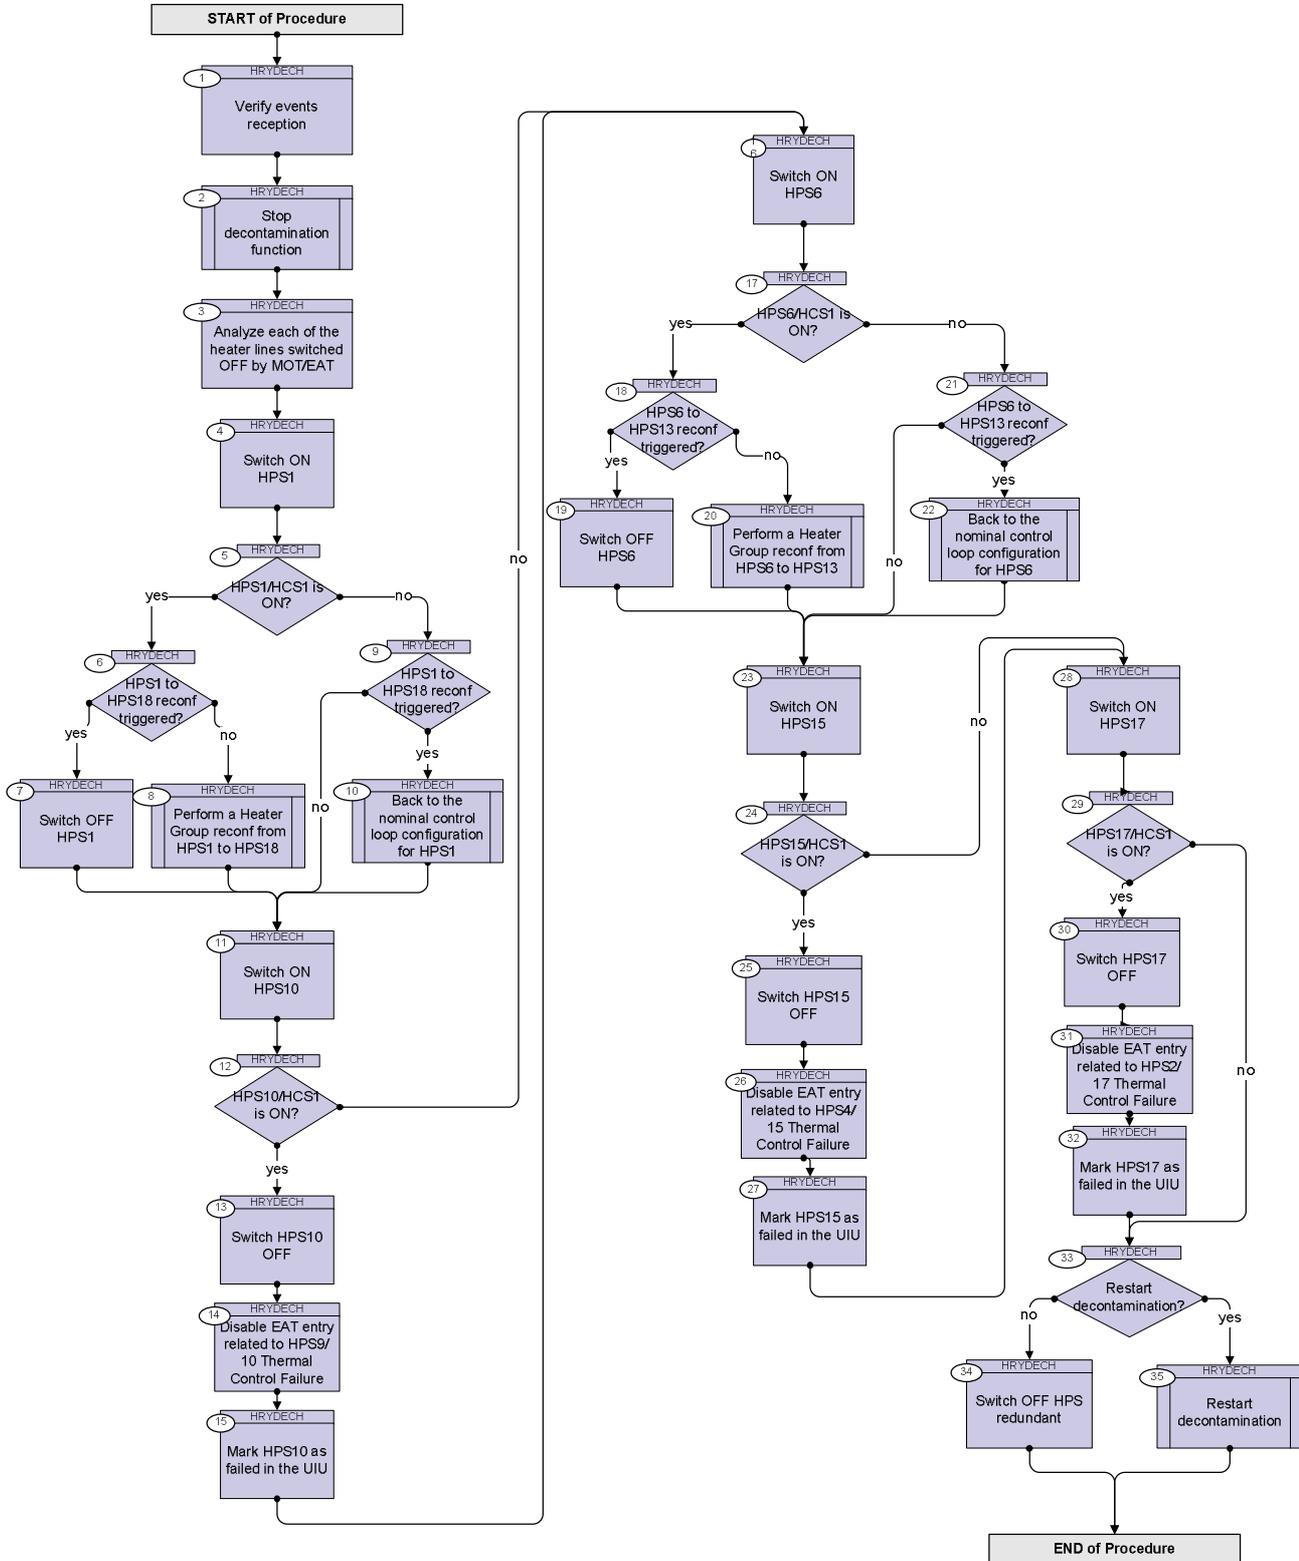 START of Procedure
HRYDECH
1
Verify events
reception
HRYDECH
2
Stop
decontamination
function
HRYDECH
3
Analyze each of the
heater lines switched
OFF by MOT/EAT
HRYDECH
4
Switch ON
HPS1
HRYDECH
5
HPS1/HCS1 is
ON?
yes
no
HRYDECH
6
HPS1 to
HPS18 reconf
triggered?
yes
no
HRYDECH
9
HPS1 to
HPS18 reconf
triggered?
yes
no
HRYDECH
7
Switch OFF
HPS1
HRYDECH
8
Perform a Heater
Group reconf from
HPS1 to HPS18
HRYDECH
10
Back to the
nominal control
loop configuration
for HPS1
HRYDECH
11
Switch ON
HPS10
HRYDECH
12
HPS10/HCS1
is ON?
no
yes
HRYDECH
13
Switch HPS10
OFF
HRYDECH
14
Disable EAT entry
related to HPS9/
10 Thermal
Control Failure
HRYDECH
15
Mark HPS10 as
failed in the UIU
HRYDECH
16
Switch ON
HPS6
HRYDECH
17
HPS6/HCS1 is
ON?
yes
no
HRYDECH
18
HPS6 to
HPS13 reconf
triggered?
yes
no
HRYDECH
21
HPS6 to
HPS13 reconf
triggered?
yes
no
HRYDECH
19
Switch OFF
HPS6
HRYDECH
20
Perform a Heater
Group reconf from
HPS6 to HPS13
HRYDECH
22
Back to the
nominal control
loop configuration
for HPS6
HRYDECH
23
Switch ON
HPS15
HRYDECH
24
HPS15/HCS1
is ON?
no
yes
HRYDECH
25
Switch HPS15
OFF
HRYDECH
26
Disable EAT entry
related to HPS4/
15 Thermal
Control Failure
HRYDECH
27
Mark HPS15 as
failed in the UIU
HRYDECH
28
Switch ON
HPS17
HRYDECH
29
HPS17/HCS1
is ON?
yes
no
HRYDECH
30
Switch HPS17
OFF
HRYDECH
31
Disable EAT entry
related to HPS2/
17 Thermal
Control Failure
HRYDECH
32
Mark HPS17 as
failed in the UIU
HRYDECH
33
Restart
decontamination?
no
yes
HRYDECH
34
Switch OFF HPS
redundant
HRYDECH
35
Restart
decontamination
END of Procedure